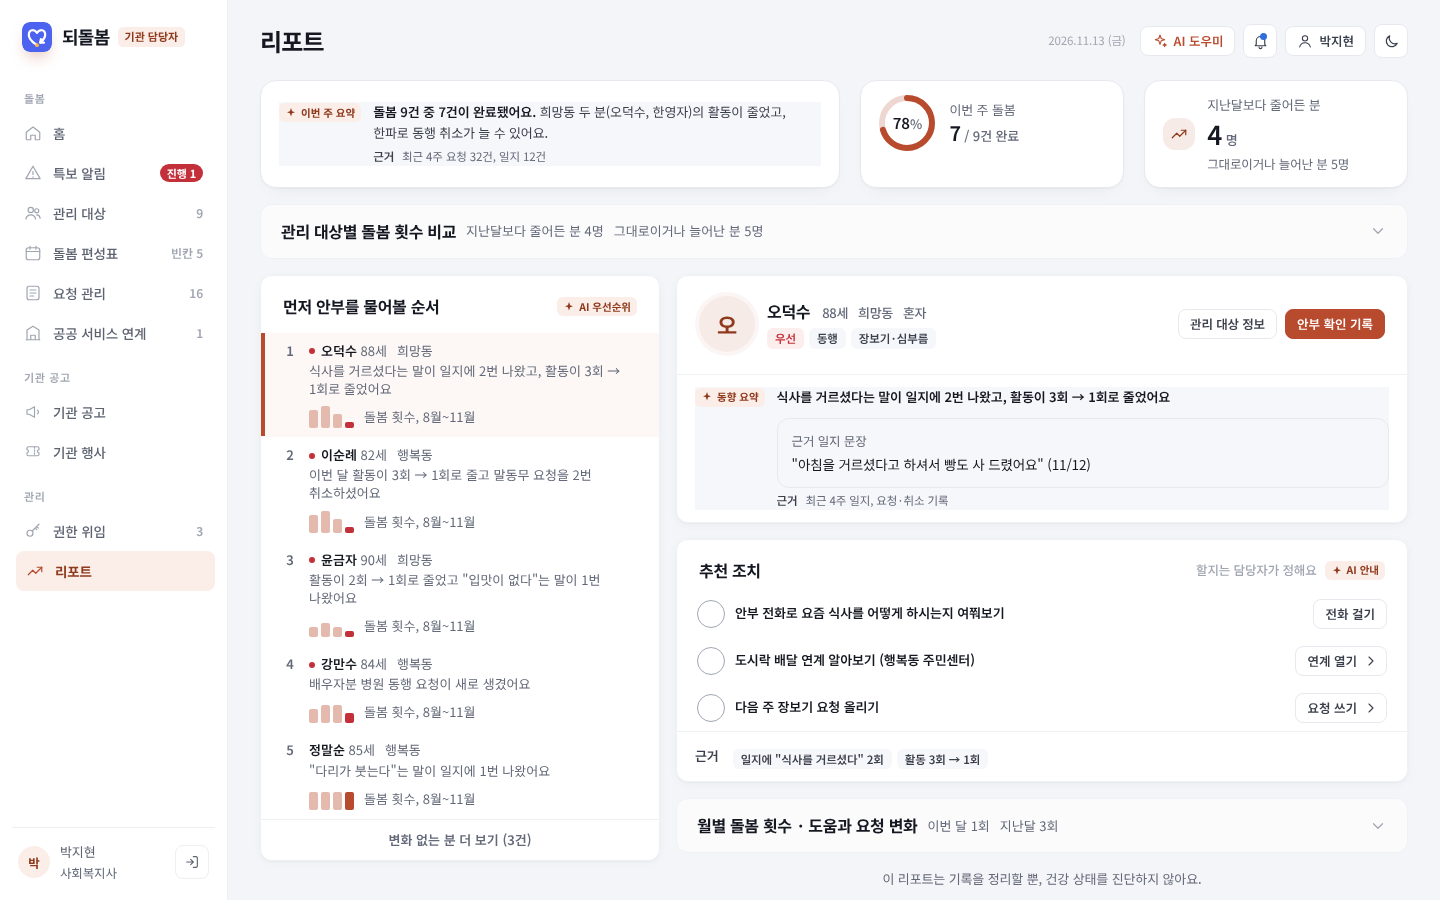 되돌봄 기관 담당자
돌봄
홈
특보 알림 진행 1
관리 대상 9
돌봄 편성표 빈칸 5
요청 관리 16
공공 서비스 연계 1
기관 공고
기관 공고
기관 행사
관리
권한 위임 3
리포트
박 박지현
사회복지사
리포트
2026.11.13 (금) AI 도우미 박지현
이번 주 요약 돌봄 9건 중 7건이 완료됐어요. 희망동 두 분(오덕수, 한영자)의 활동이 줄었고,
한파로 동행 취소가 늘 수 있어요.
근거 최근 4주 요청 32건, 일지 12건
78%
이번 주 돌봄
7 / 9건 완료
지난달보다 줄어든 분
4 명
그대로이거나 늘어난 분 5명
관리 대상별 돌봄 횟수 비교 지난달보다 줄어든 분 4명 그대로이거나 늘어난 분 5명
먼저 안부를 물어볼 순서 AI 우선순위
1 오덕수 88세 희망동
식사를 거르셨다는 말이 일지에 2번 나왔고, 활동이 3회 →
1회로 줄었어요
돌봄 횟수, 8월~11월
2 이순례 82세 행복동
이번 달 활동이 3회 → 1회로 줄고 말동무 요청을 2번
취소하셨어요
돌봄 횟수, 8월~11월
3 윤금자 90세 희망동
활동이 2회 → 1회로 줄었고 "입맛이 없다"는 말이 1번
나왔어요
돌봄 횟수, 8월~11월
4 강만수 84세 행복동
배우자분 병원 동행 요청이 새로 생겼어요
돌봄 횟수, 8월~11월
5 정말순 85세 행복동
"다리가 붓는다"는 말이 일지에 1번 나왔어요
돌봄 횟수, 8월~11월
변화 없는 분 더 보기 (3건)
오 오덕수 88세 희망동 혼자
우선 동행 장보기·심부름
관리 대상 정보 안부 확인 기록
동향 요약 식사를 거르셨다는 말이 일지에 2번 나왔고, 활동이 3회 → 1회로 줄었어요
근거 일지 문장
"아침을 거르셨다고 하셔서 빵도 사 드렸어요" (11/12)
근거 최근 4주 일지, 요청·취소 기록
추천 조치 할지는 담당자가 정해요 AI 안내
안부 전화로 요즘 식사를 어떻게 하시는지 여쭤보기 전화 걸기
도시락 배달 연계 알아보기 (행복동 주민센터) 연계 열기
다음 주 장보기 요청 올리기 요청 쓰기
근거 일지에 "식사를 거르셨다" 2회 활동 3회 → 1회
월별 돌봄 횟수 · 도움과 요청 변화 이번 달 1회 지난달 3회
이 리포트는 기록을 정리할 뿐, 건강 상태를 진단하지 않아요.